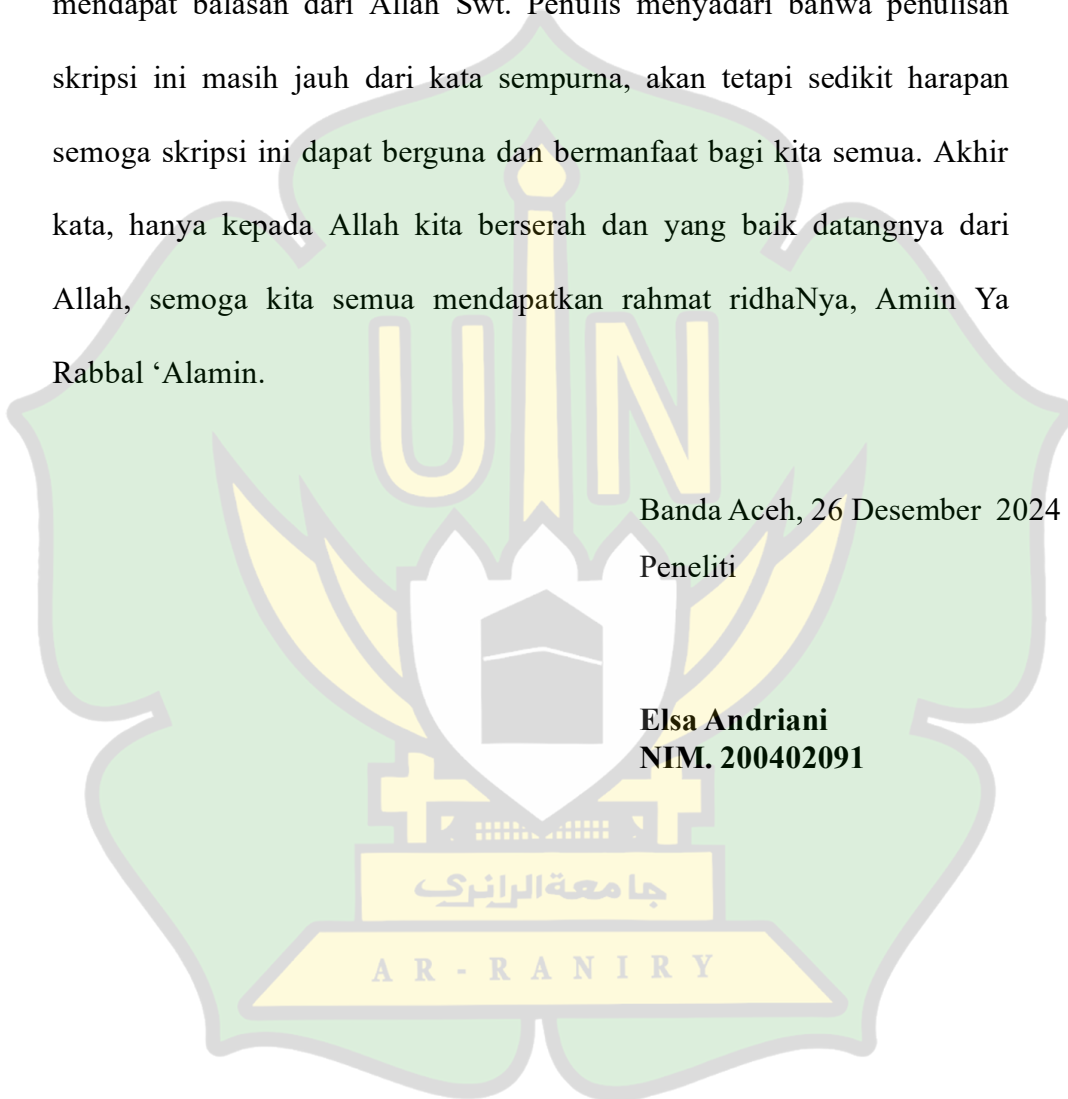 mendapat balasan dari Allah Swt. Penulis menyadari bahwa penulisan
skripsi ini masih jauh dari kata sempurna, akan tetapi sedikit harapan
semoga skripsi ini dapat berguna dan bermanfaat bagi kita semua. Akhir
kata, hanya kepada Allah kita berserah dan yang baik datangnya dari
Allah, semoga kita semua mendapatkan rahmat ridhaNya, Amiin Ya
Rabbal ‘Alamin.
UIN
Banda Aceh, 26 Desember 2024
Peneliti
Elsa Andriani
NIM. 200402091
جامعة الرانري
AR-RANIRY